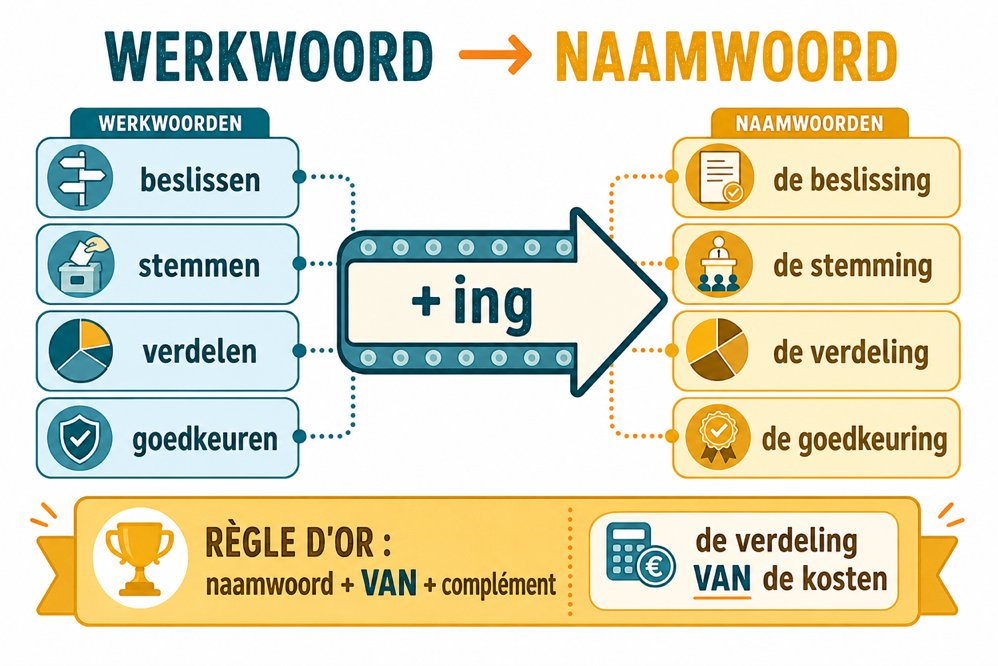 WERKWOORD → NAAMWOORD
WERKWOORDEN
beslissen
stemmen
verdelen
goedkeuren
+ ing
NAAMWOORDEN
de beslissing
de stemming
de verdeling
de goedkeuring
RÈGLE D'OR :
naamwoord + VAN + complément
€
de verdeling
VAN de kosten